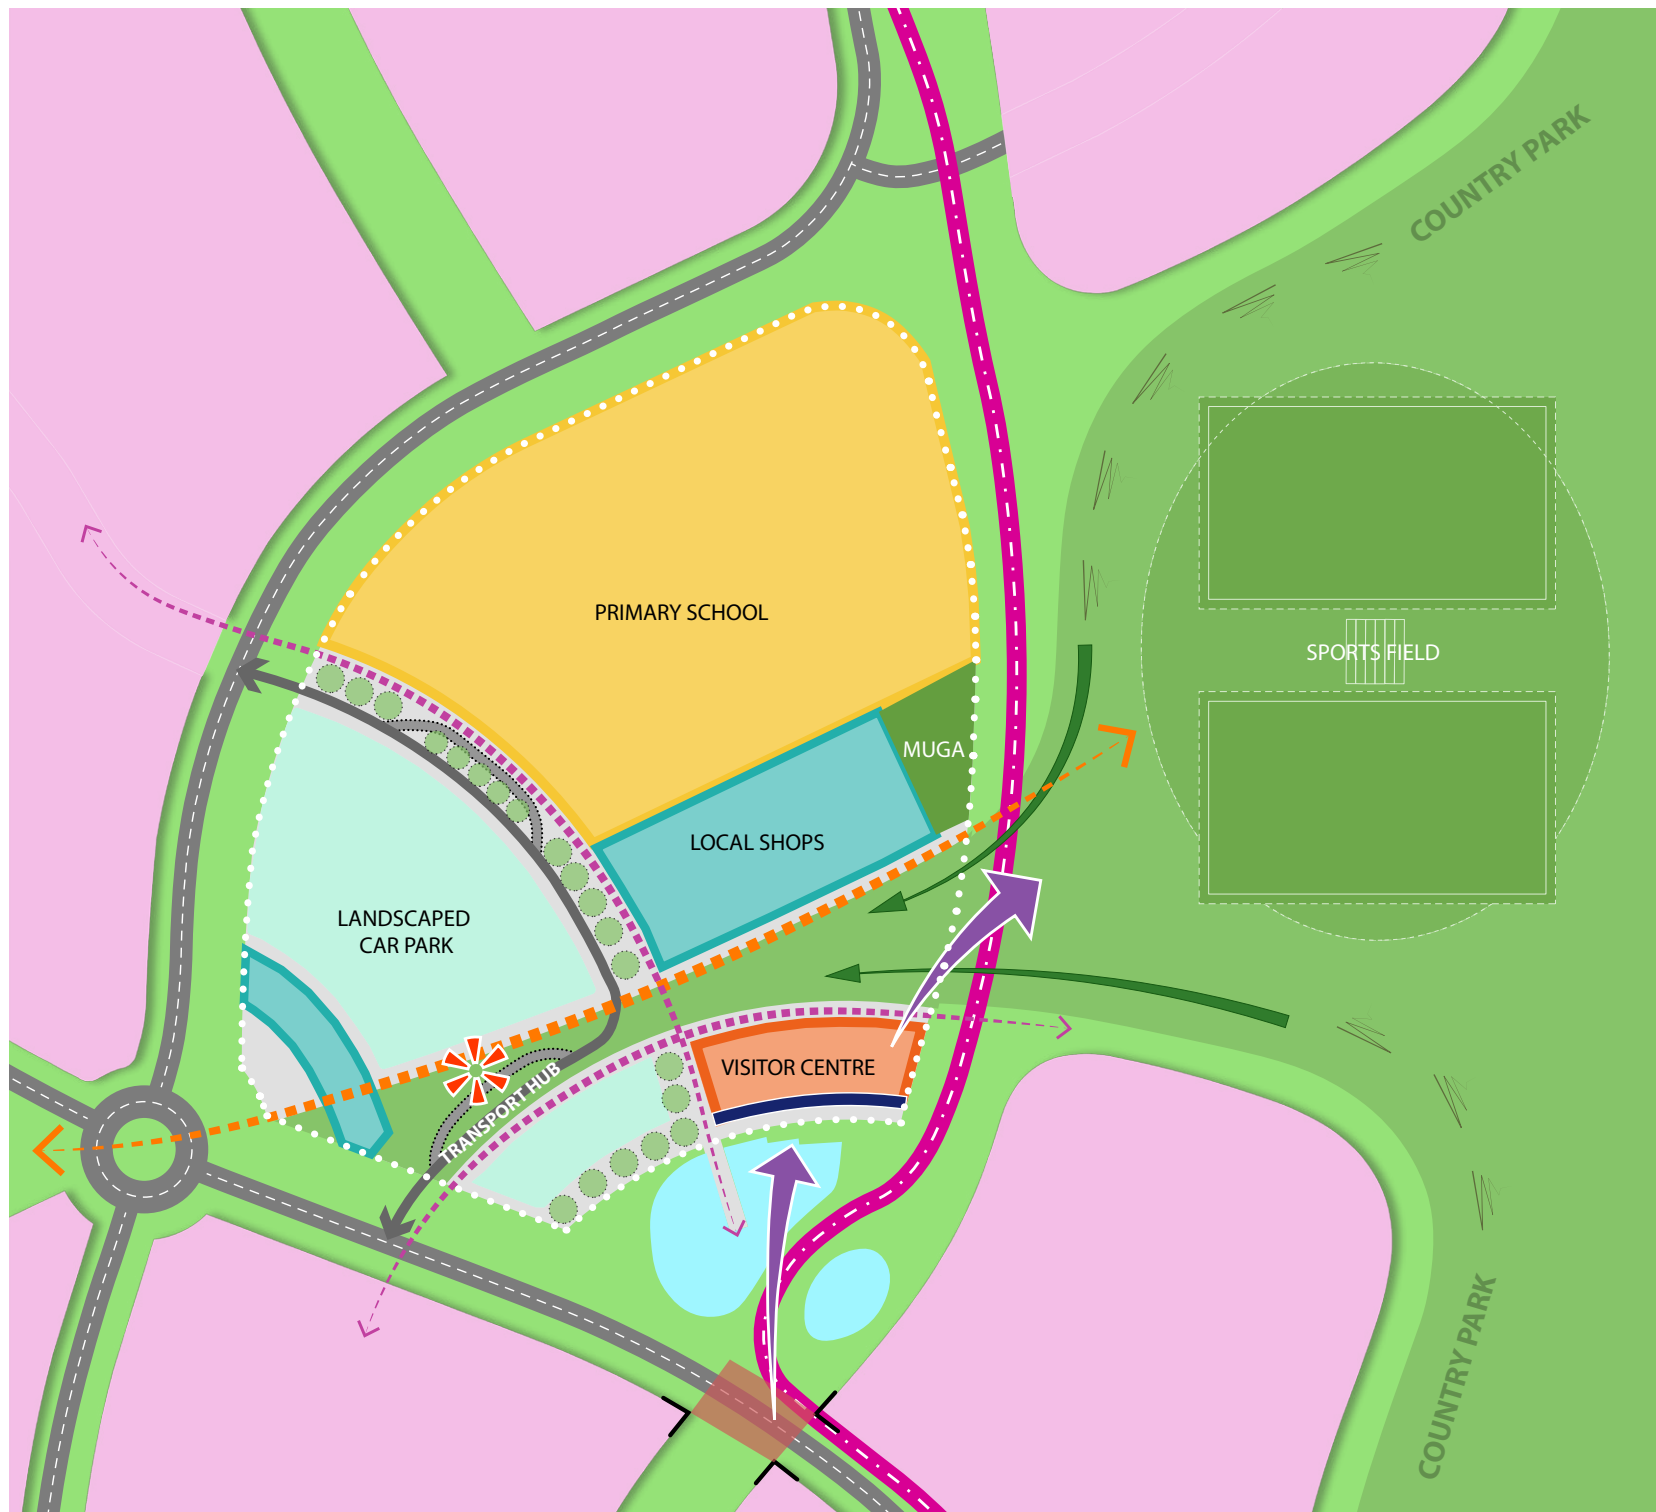 COUNTRY PARK
PRIMARY SCHOOL
SPORTS FIELD
MUGA
LOCAL SHOPS
LANDSCAPED
CAR PARK
VISITOR CENTRE
TRANSPORT HUB
COUNTRY PARK